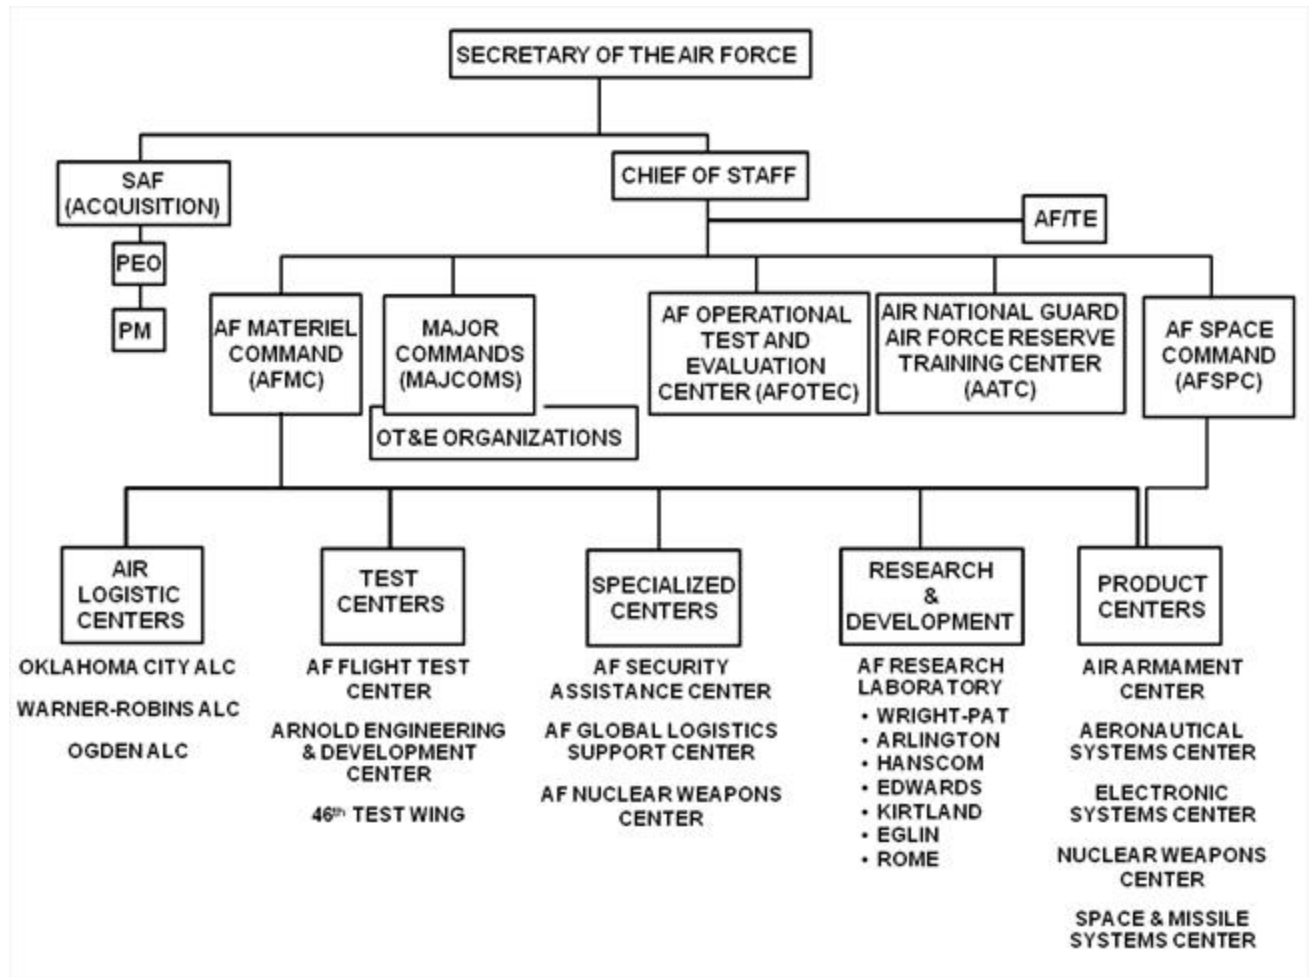 SECRETARY OF THE AIR FORCE
SAF
(ACQUISITION)
CHIEF OF STAFF
AF/TE
PEO
PM
AF MATERIEL
COMMAND
(AFMC)
MAJOR
COMMANDS
(MAJCOMS)
OT&E ORGANIZATIONS
AF OPERATIONAL
TEST AND
EVALUATION
CENTER (AFOTEC)
AIR NATIONAL GUARD
AIR FORCE RESERVE
TRAINING CENTER
(AATC)
AF SPACE
COMMAND
(AFSPC)
AIR
LOGISTIC
CENTERS
OKLAHOMA CITY ALC
WARNER-ROBINS ALC
OGDEN ALC
TEST
CENTERS
AF FLIGHT TEST
CENTER
ARNOLD ENGINEERING
& DEVELOPMENT
CENTER
46th TEST WING
SPECIALIZED
CENTERS
AF SECURITY
ASSISTANCE CENTER
AF GLOBAL LOGISTICS
SUPPORT CENTER
AF NUCLEAR WEAPONS
CENTER
RESEARCH
&
DEVELOPMENT
AF RESEARCH
LABORATORY
• WRIGHT-PAT
• ARLINGTON
• HANSCOM
• EDWARDS
• KIRTLAND
• EGLIN
• ROME
PRODUCT
CENTERS
AIR ARMAMENT
CENTER
AERONAUTICAL
SYSTEMS CENTER
ELECTRONIC
SYSTEMS CENTER
NUCLEAR WEAPONS
CENTER
SPACE & MISSILE
SYSTEMS CENTER